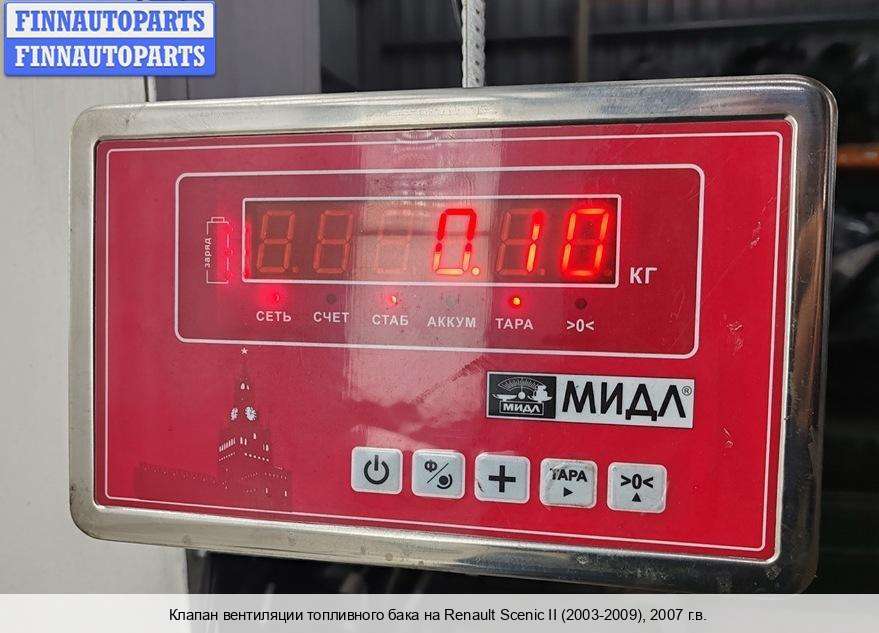 FINNAUTOPARTS
FINNAUTOPARTS
заряд
0.10
КГ
СЕТЬ СЧЕТ СТАБ АККУМ ТАРА >0<
МИДЛ МИДЛ®
Ф + ТАРА >0<
Клапан вентиляции топливного бака на Renault Scenic II (2003-2009), 2007 г.в.